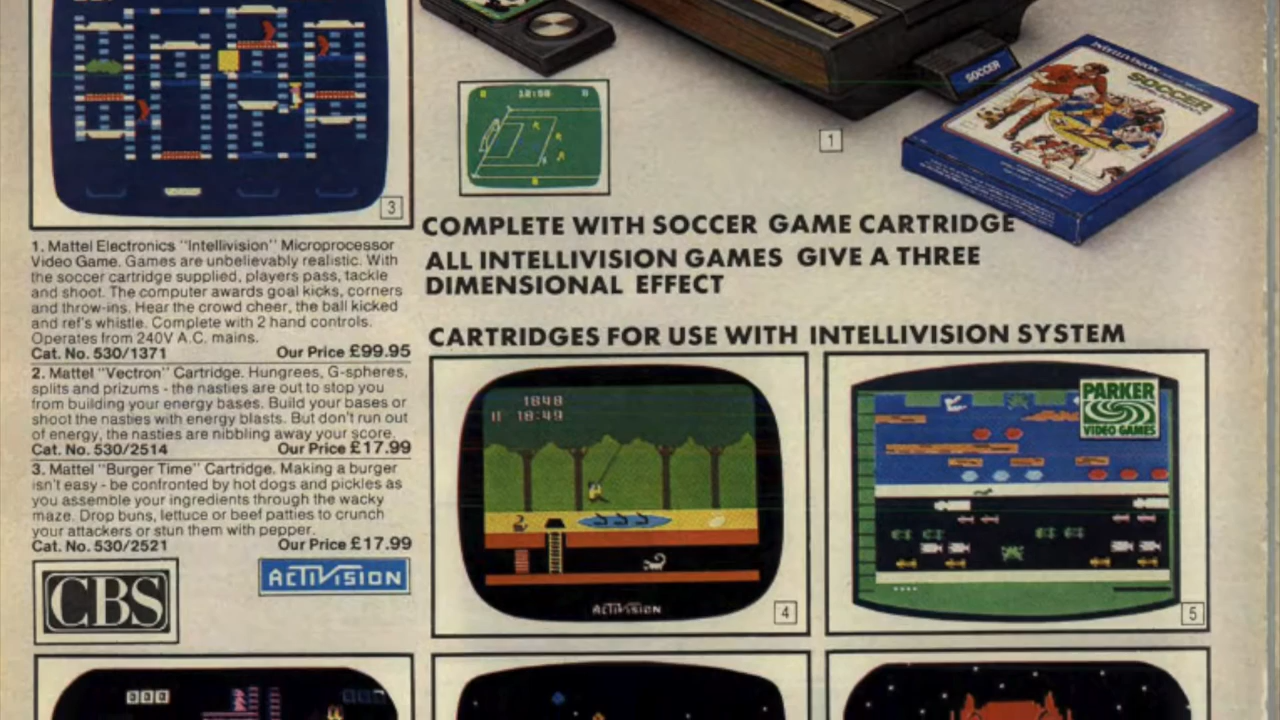 3
INTELLIVISION
SOCCER
SOCCER
1
COMPLETE WITH SOCCER GAME CARTRIDGE
ALL INTELLIVISION GAMES GIVE A THREE
DIMENSIONAL EFFECT
1. Mattel Electronics "Intellivision" Microprocessor
Video Game. Games are unbelievably realistic. With
the soccer cartridge supplied, players pass, tackle
and shoot. The computer awards goal kicks, corners
and throw-ins. Hear the crowd cheer, the ball kicked
and ref's whistle. Complete with 2 hand controls.
Operates from 240V A.C. mains.
Cat. No. 530/1371 Our Price £99.95
2. Mattel "Vectron" Cartridge. Hungrees, G-spheres,
splits and prizums - the nasties are out to stop you
from building your energy bases. Build your bases or
shoot the nasties with energy blasts. But don't run out
of energy, the nasties are nibbling away your score.
Cat. No. 530/2514 Our Price £17.99
3. Mattel "Burger Time" Cartridge. Making a burger
isn't easy - be confronted by hot dogs and pickles as
you assemble your ingredients through the wacky
maze. Drop buns, lettuce or beef patties to crunch
your attackers or stun them with pepper.
Cat. No. 530/2521 Our Price £17.99
CBS
ACTIVISION
CARTRIDGES FOR USE WITH INTELLIVISION SYSTEM
1848
18:49
ACTIVISION
4
PARKER
VIDEO GAMES
5
000